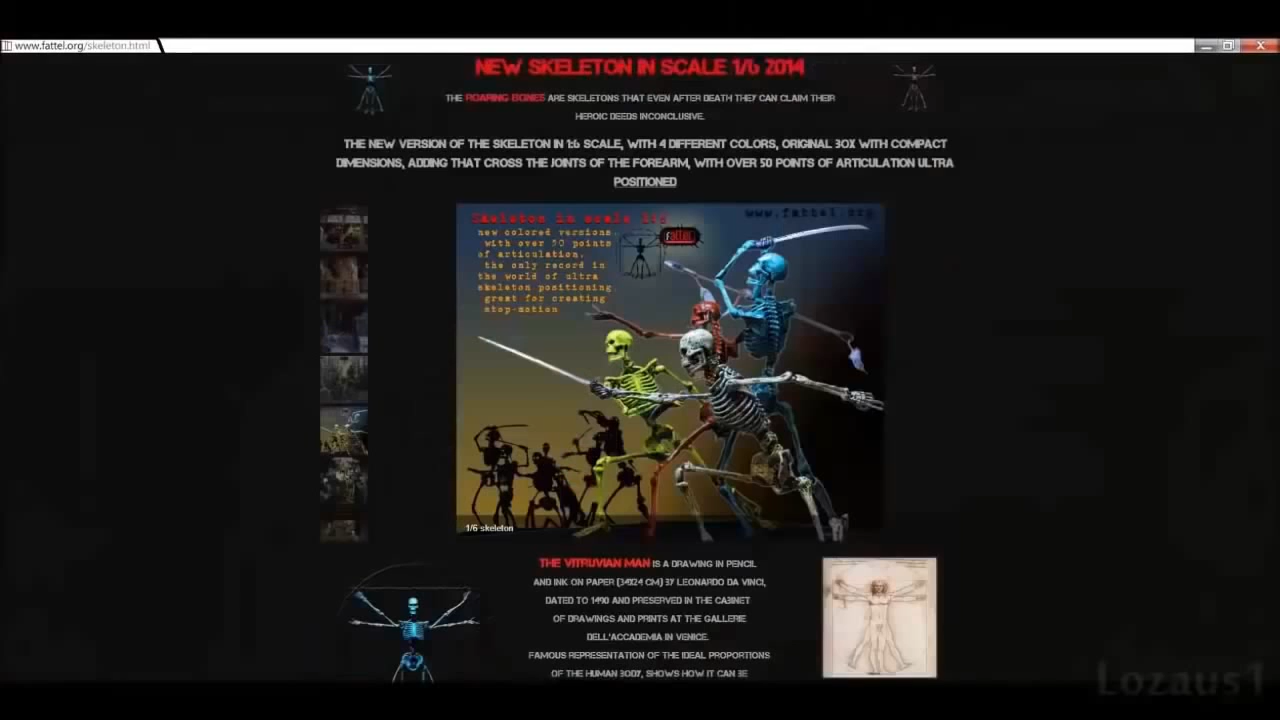 www.fattel.org/skeleton.html
NEW SKELETON IN SCALE 1/6 2014
THE ROARING BONES ARE SKELETONS THAT EVEN AFTER DEATH THEY CAN CLAIM THEIR
HEROIC DEEDS INCONCLUSIVE.
THE NEW VERSION OF THE SKELETON IN 1:6 SCALE, WITH 4 DIFFERENT COLORS, ORIGINAL BOX WITH COMPACT
DIMENSIONS, ADDING THAT CROSS THE JOINTS OF THE FOREARM, WITH OVER 50 POINTS OF ARTICULATION ULTRA
POSITIONED
www.fattel.org
Skeleton in scale 1:6
new colored versions,
with over 50 points
of articulation.
the only record in
the world of ultra
skeleton positioning
great for creating
stop-motion
FATTEL
1/6 skeleton
THE VITRUVIAN MAN IS A DRAWING IN PENCIL
AND INK ON PAPER (34X24 CM) BY LEONARDO DA VINCI,
DATED TO 1490 AND PRESERVED IN THE CABINET
OF DRAWINGS AND PRINTS AT THE GALLERIE
DELL'ACCADEMIA IN VENICE.
FAMOUS REPRESENTATION OF THE IDEAL PROPORTIONS
OF THE HUMAN BODY, SHOWS HOW IT CAN BE
Lozaus1